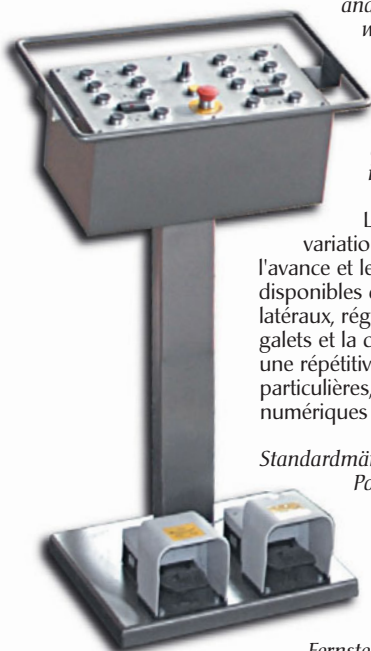 and
w
L
variatio
l'avance et le
disponibles
latéraux, rég
galets et la c
une répétitiv
particulières,
numériques
Standardmä
Pa
Fernste